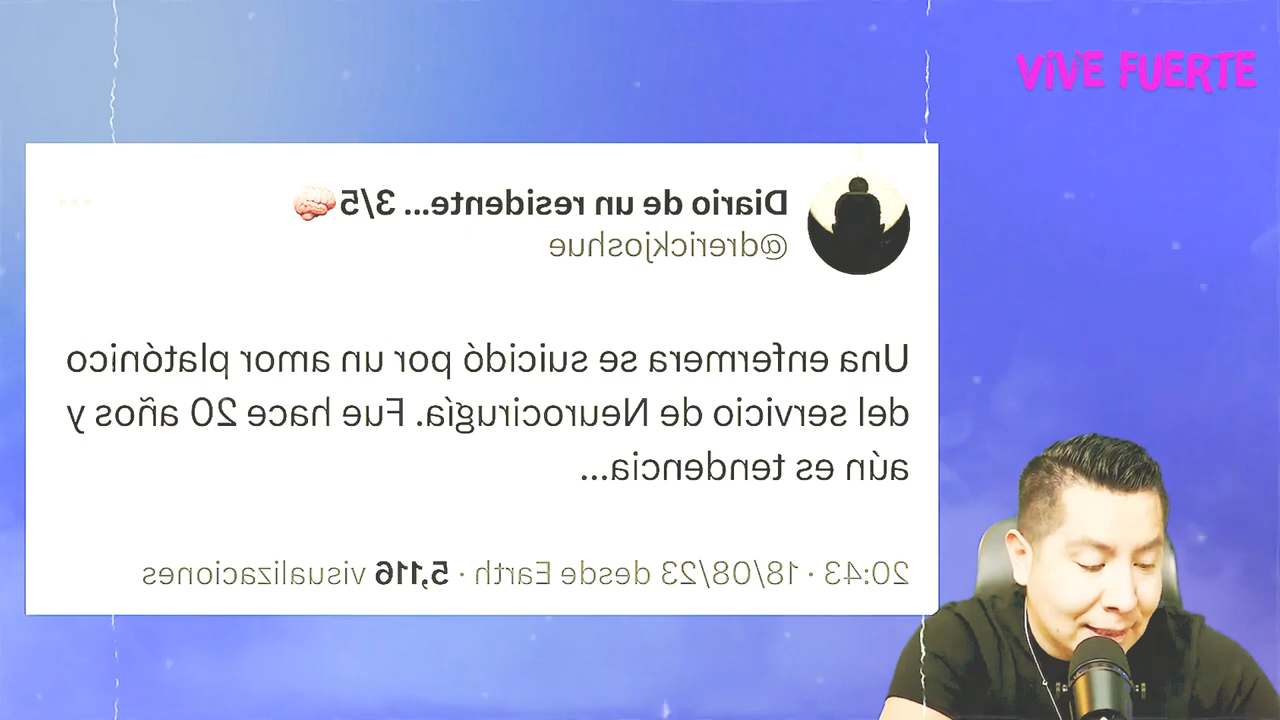 VIVE FUERTE
Diario de un residente... 3/5🧠
@drerickjoshue
Una enfermera se suicidó por un amor platónico
del servicio de Neurocirugía. Fue hace 20 años y
aún es tendencia...
20:43 · 18/08/23 desde Earth · 5,116 visualizaciones